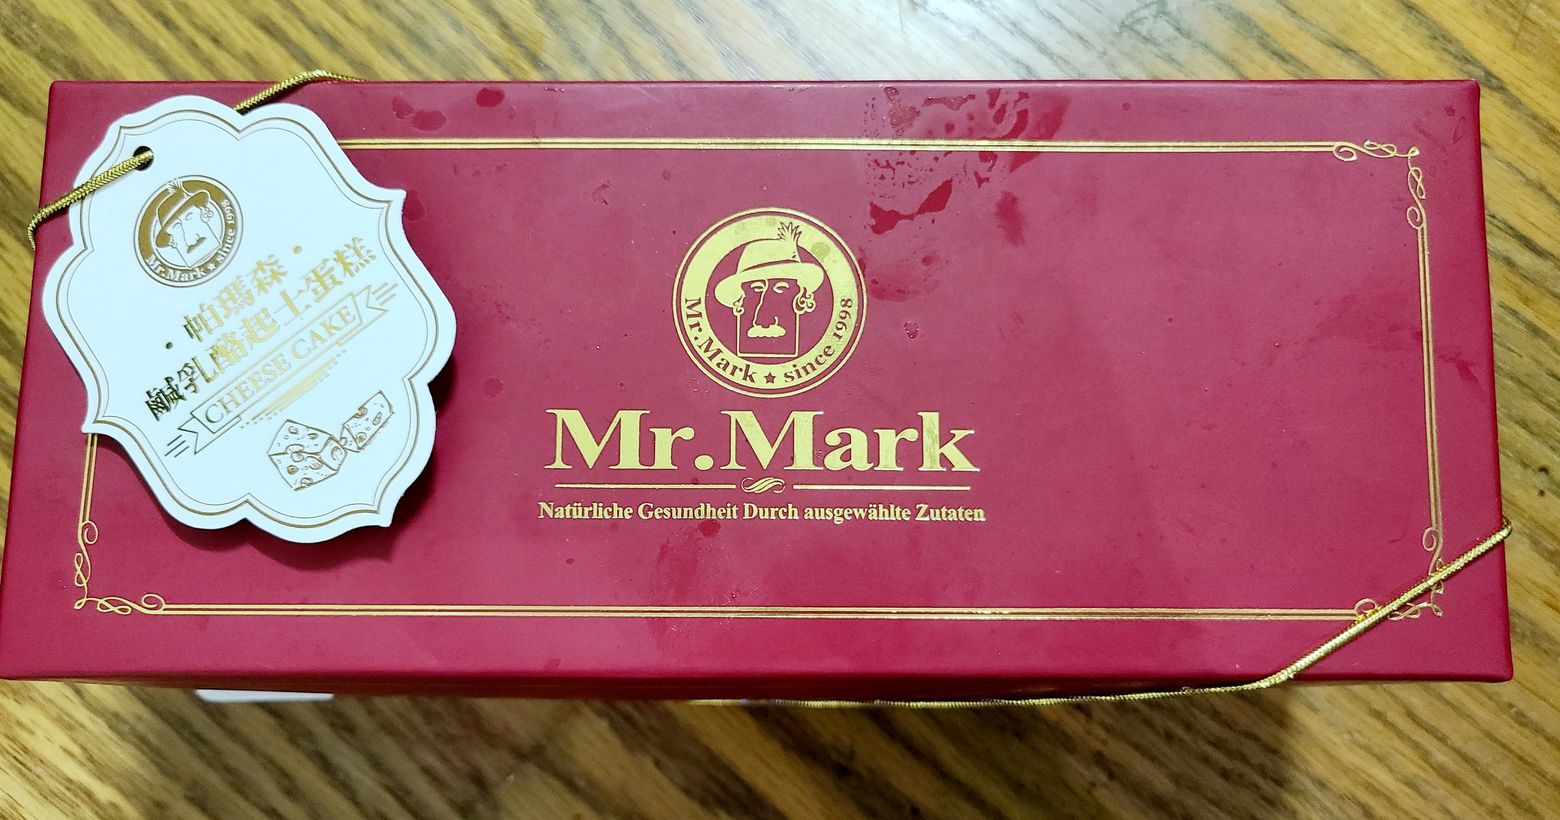 Mr.Mark ★ since 1998
·帕瑪森·
鹹乳酪起士蛋糕
CHEESE CAKE
Mr.Mark ★ since 1998
Mr.Mark
Natürliche Gesundheit Durch ausgewählte Zutaten